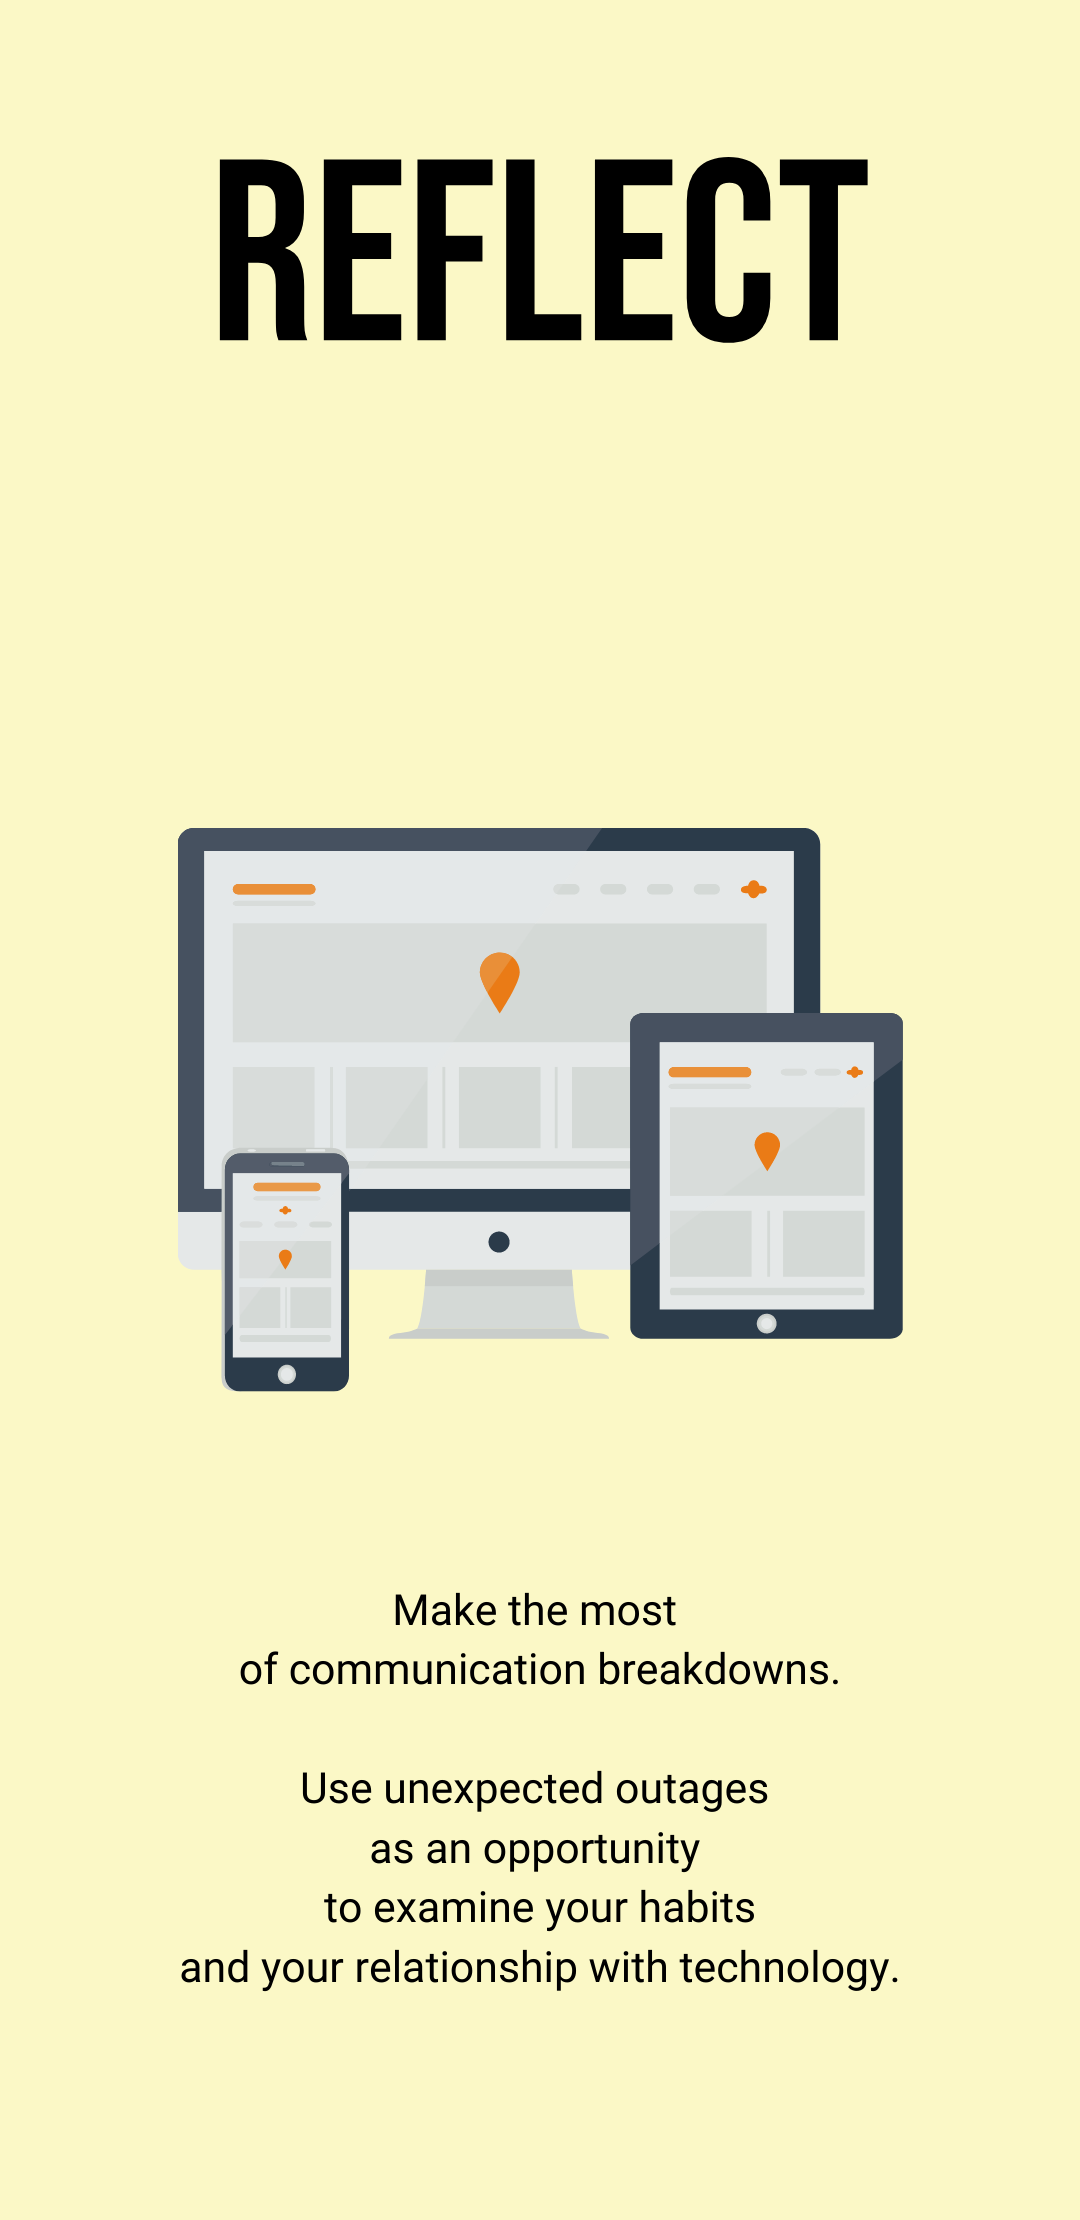 REFLECT
Make the most
of communication breakdowns.
Use unexpected outages
as an opportunity
to examine your habits
and your relationship with technology.